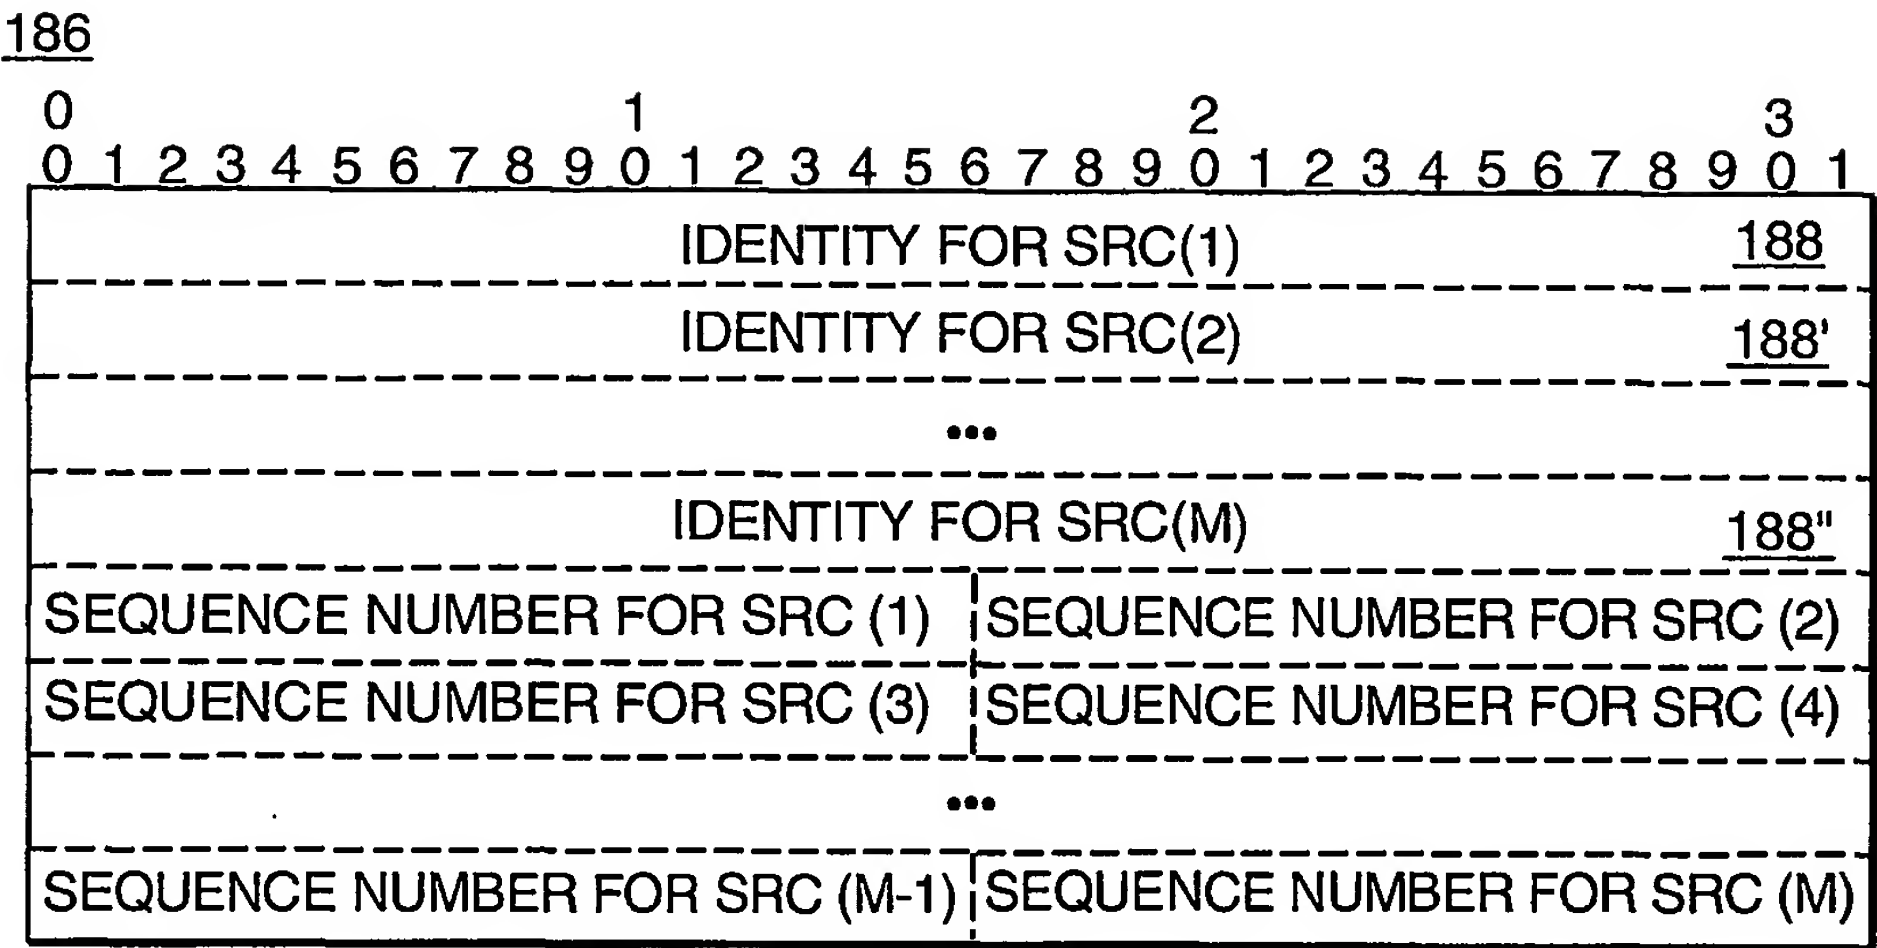 186
0 1 2 3
0 1 2 3 4 5 6 7 8 9 0 1 2 3 4 5 6 7 8 9 0 1 2 3 4 5 6 7 8 9 0 1
IDENTITY FOR SRC(1) 188
IDENTITY FOR SRC(2) 188'
•••
IDENTITY FOR SRC(M) 188"
SEQUENCE NUMBER FOR SRC (1) SEQUENCE NUMBER FOR SRC (2)
SEQUENCE NUMBER FOR SRC (3) SEQUENCE NUMBER FOR SRC (4)
•••
SEQUENCE NUMBER FOR SRC (M-1) SEQUENCE NUMBER FOR SRC (M)